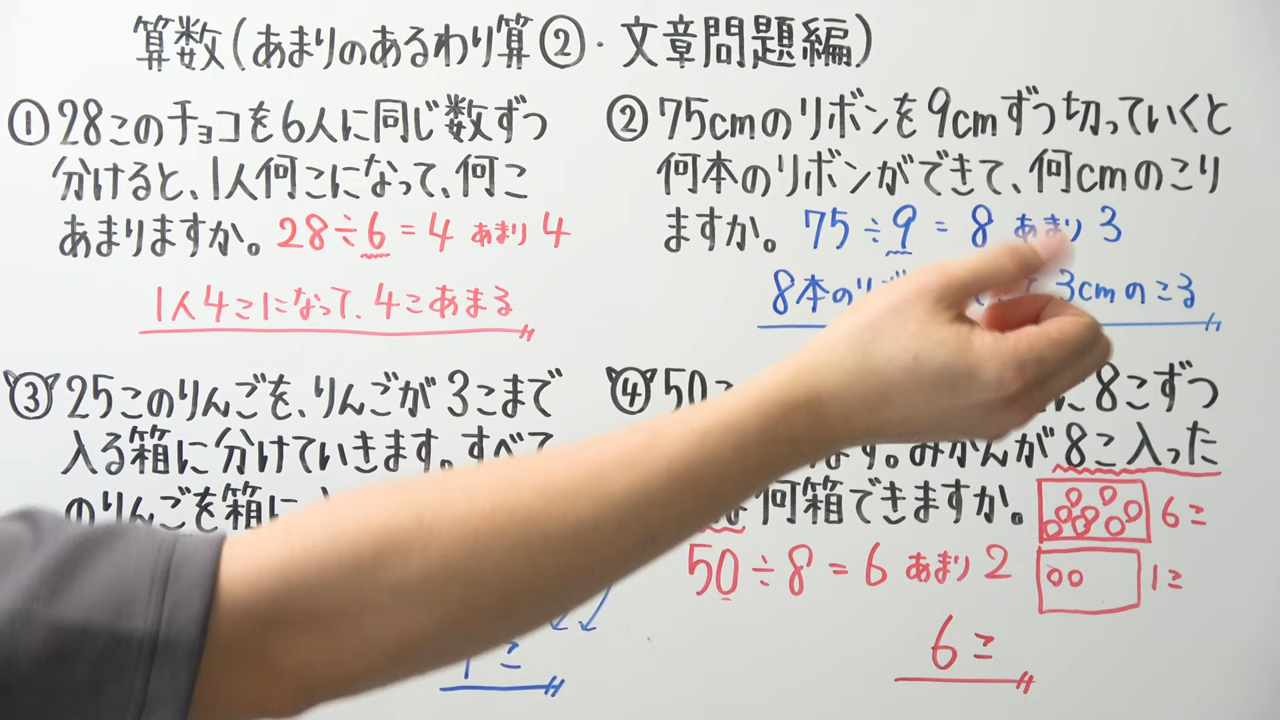 算数(あまりのあるわり算②・文章問題編)
①28このチョコを6人に同じ数ずつ
分けると、1人何こになって、何こ
あまりますか。28÷6=4 あまり 4
1人4こになって、4こあまる
②75cmのリボンを9cmずつ切っていくと
何本のリボンができて、何cmのこり
ますか。75÷9=8 あまり 3
8本のリボ 3cmのこる
③25このりんごを、りんごが3こまで
入る箱に分けていきます。すべて
のりんごを箱に
こ
④50こ 8こずつ
ます。みかんが8こ入った
何箱できますか。
6こ
50÷8=6 あまり 2
1こ
6こ